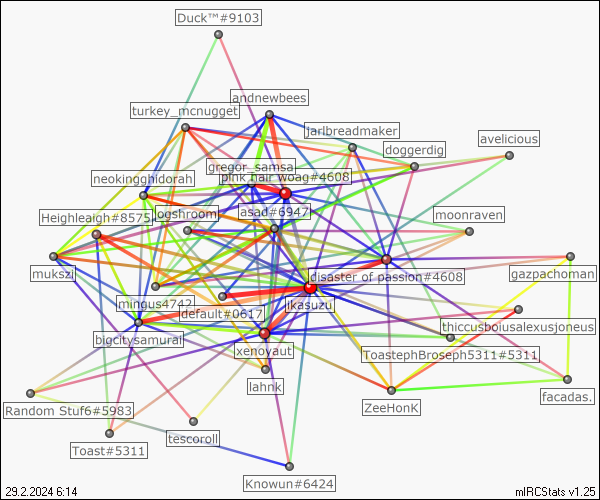 Duck™#9103
andnewbees
turkey_mcnugget
jarlbreadmaker
avelicious
doggerdig
gregor_samsa
pink hair woag#4608
neokingghidorah
Heighleaigh#8575
logshroom
asad#6947
moonraven
mukszi
disaster of passion#4608
gazpachoman
mingus4742
default#0617
ikasuzu
thiccusboiusalexusjoneus
bigcitysamurai
xenoyaut
ToastephBroseph5311#5311
lahnk
Random Stuf6#5983
ZeeHonK
facadas.
Toast#5311
tescoroll
Knowun#6424
29.2.2024 6:14
mIRCStats v1.25